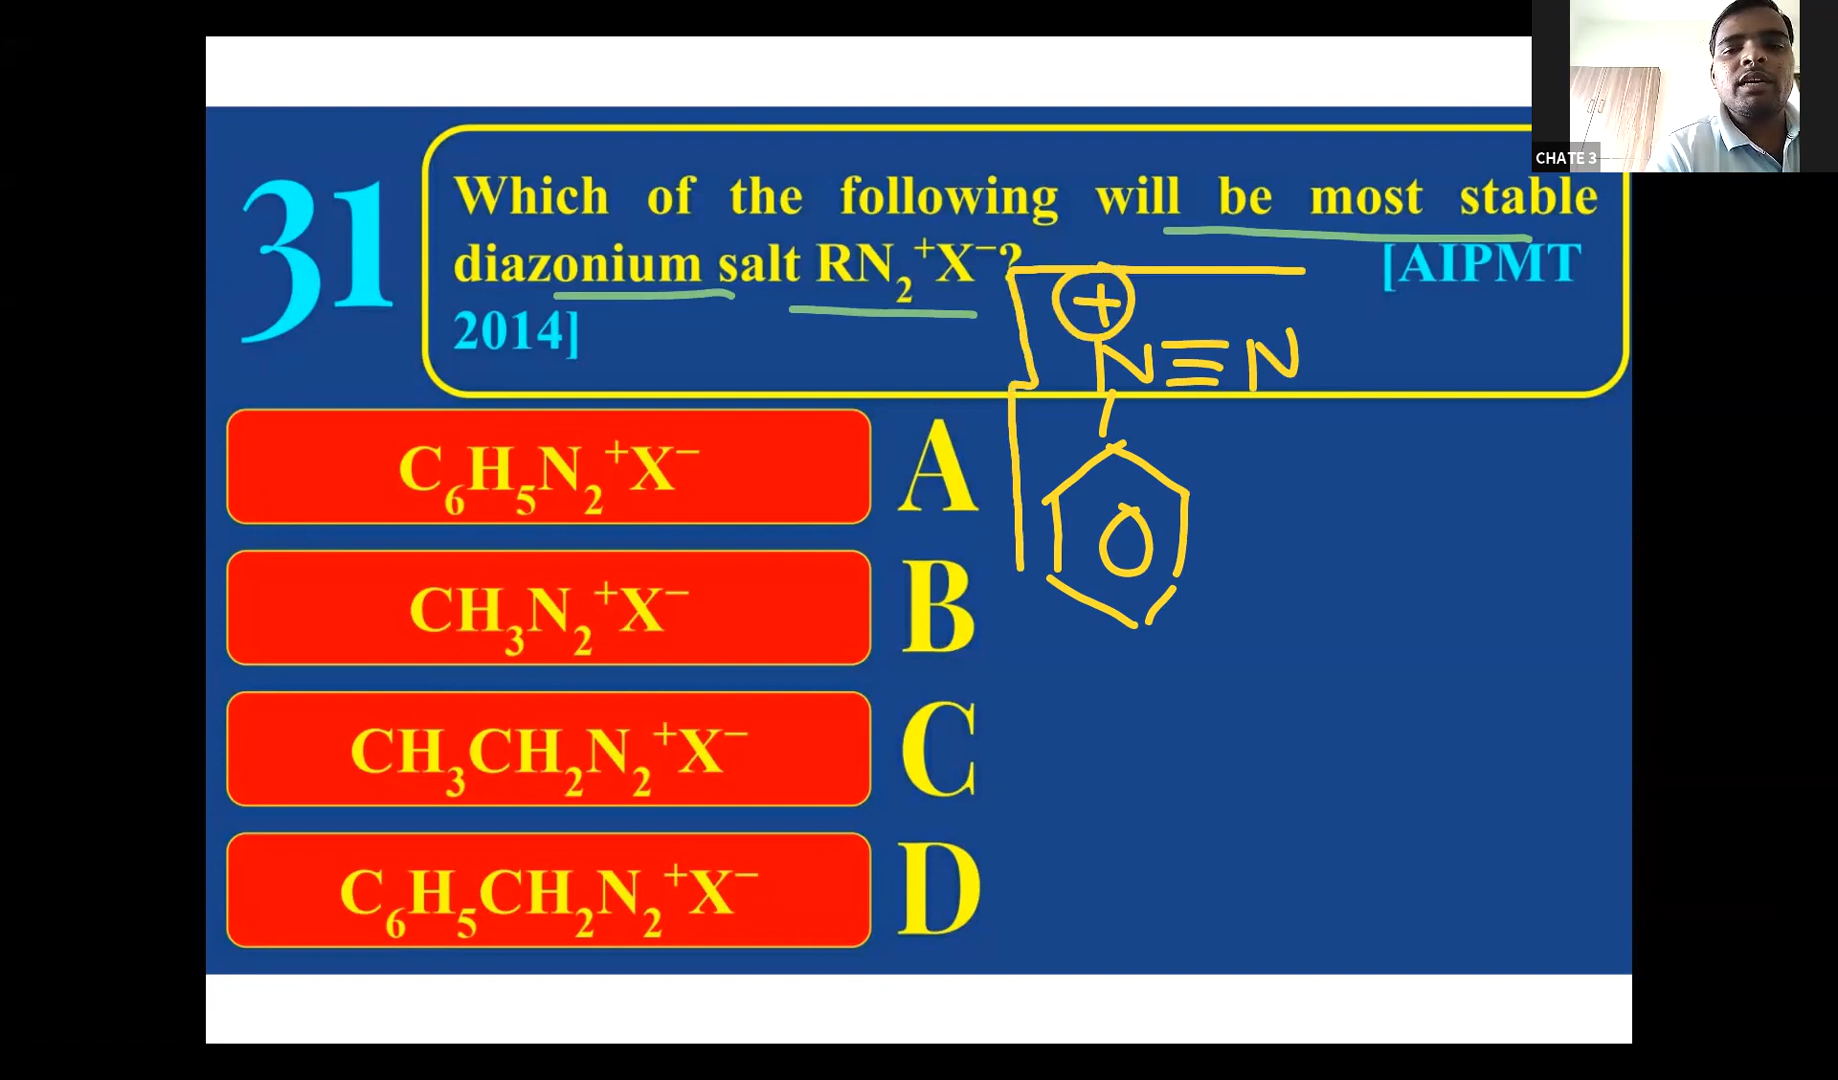 CHATE 3
31
Which of the following will be most stable
diazonium salt RN₂⁺X⁻?
[AIPMT
2014]
⊕
N≡N
C₆H₅N₂⁺X⁻ A
CH₃N₂⁺X⁻ B
CH₃CH₂N₂⁺X⁻ C
C₆H₅CH₂N₂⁺X⁻ D